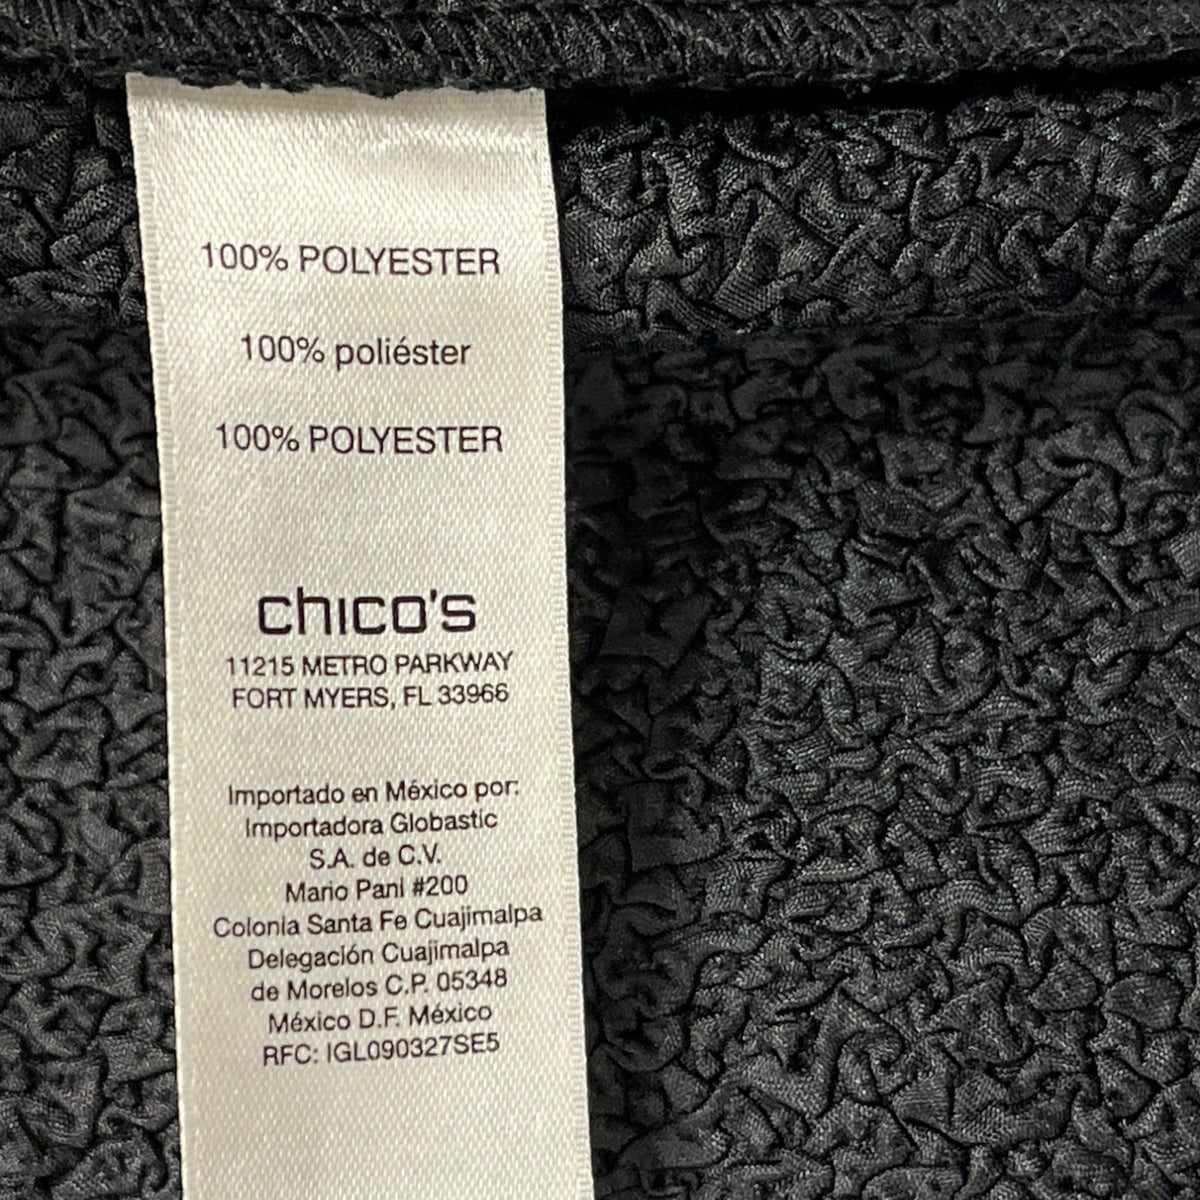 100% POLYESTER
100% poliéster
100% POLYESTER
chico's
11215 METRO PARKWAY
FORT MYERS, FL 33966
Importado en México por:
Importadora Globastic
S.A. de C.V.
Mario Pani #200
Colonia Santa Fe Cuajimalpa
Delegación Cuajimalpa
de Morelos C.P. 05348
México D.F. México
RFC: IGL090327SE5